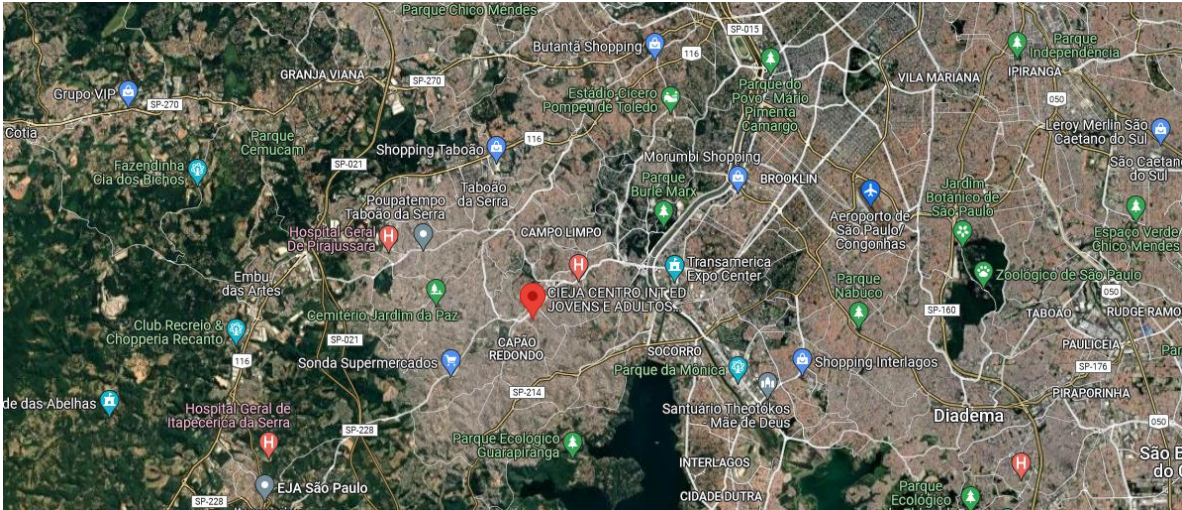 Parque Chico Mendes
SP-015
Butantã Shopping
116
Parque
Independência
GRANJA VIANA
SP-270
VILA MARIANA
IPIRANGA
Grupo VIP
SP-270
Estádio Cícero
Pompeu de Toledo
Parque do
Povo - Mário
Pimenta
Camargo
050
Cotia
Parque
Cemucam
116
Leroy Merlin São
Caetano do Sul
Shopping Taboão
Morumbi Shopping
Fazendinha
Cia dos Bichos
SP-021
Parque
Burle Marx
BROOKLIN
São Caetano
do Sul
Taboão
da Serra
Jardim
Botânico de
São Paulo
Poupatempo
Taboão da Serra
Aeroporto de
São Paulo/
Congonhas
Espaço Verde
Chico Mendes
Hospital Geral
De Pirajussara
CAMPO LIMPO
Transamerica
Expo Center
Zoológico de São Paulo
Embu
das Artes
CIEJA CENTRO INT ED
JOVENS E ADULTOS...
Parque
Nabuco
050
Cemitério Jardim da Paz
SP-160
TABOÃO
RUDGE RAMO
Club Recreio &
Chopperia Recanto
SP-021
CAPÃO
REDONDO
SOCORRO
PAULICÉIA
Par
116
Sonda Supermercados
Parque da Mônica
Shopping Interlagos
SP-176
SP-214
PIRAPORINHA
de das Abelhas
Hospital Geral de
Itapecerica da Serra
Santuário Theotókos
Mãe de Deus
Diadema
050
SP-228
Parque Ecológico
Guarapiranga
São B
do C
INTERLAGOS
EJA São Paulo
SP-228
CIDADE DUTRA
Parque
Ecológico